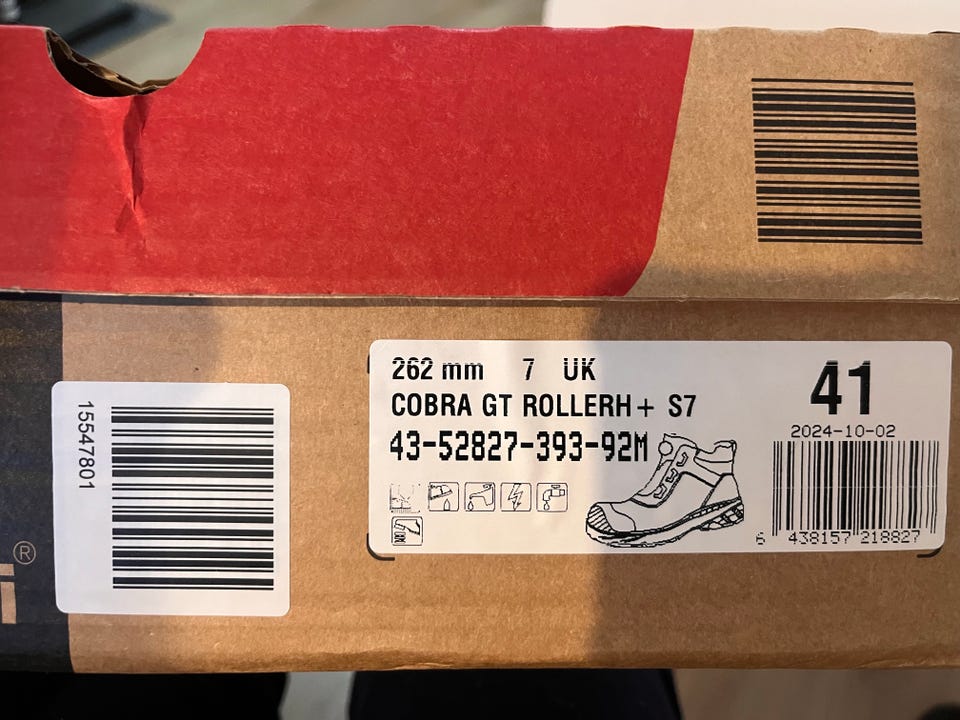 262 mm 7 UK
COBRA GT ROLLERH+ S7
43-52827-393-92M
41
2024-10-02
6 438157 218827
15547801
®